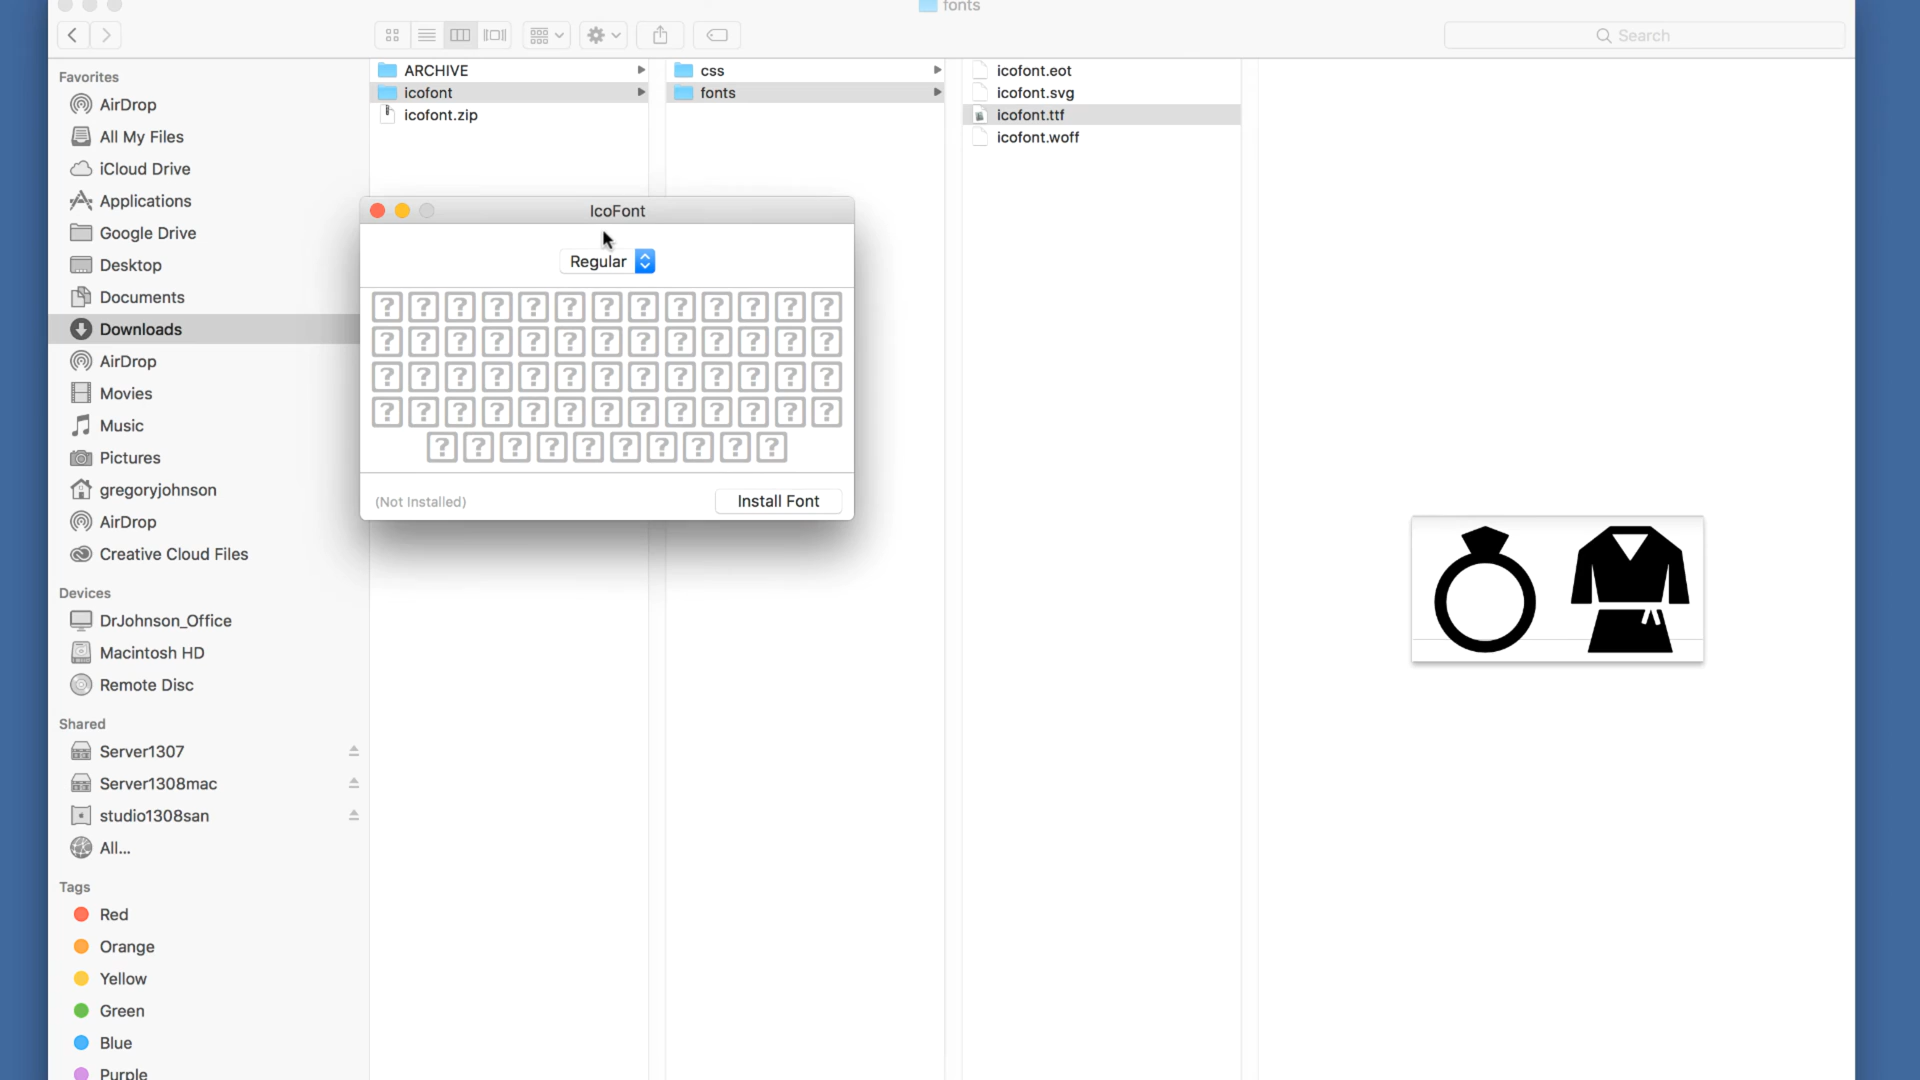 fonts
Search
Favorites
AirDrop
All My Files
iCloud Drive
Applications
Google Drive
Desktop
Documents
Downloads
AirDrop
Movies
Music
Pictures
gregoryjohnson
AirDrop
Creative Cloud Files
Devices
DrJohnson_Office
Macintosh HD
Remote Disc
Shared
Server1307
Server1308mac
studio1308san
All...
Tags
Red
Orange
Yellow
Green
Blue
Purple
ARCHIVE
icofont
icofont.zip
css
fonts
icofont.eot
icofont.svg
icofont.ttf
icofont.woff
IcoFont
Regular
? ? ? ? ? ? ? ? ? ? ? ? ?
? ? ? ? ? ? ? ? ? ? ? ? ?
? ? ? ? ? ? ? ? ? ? ? ? ?
? ? ? ? ? ? ? ? ? ? ? ? ?
? ? ? ? ? ? ? ? ? ?
(Not Installed)
Install Font